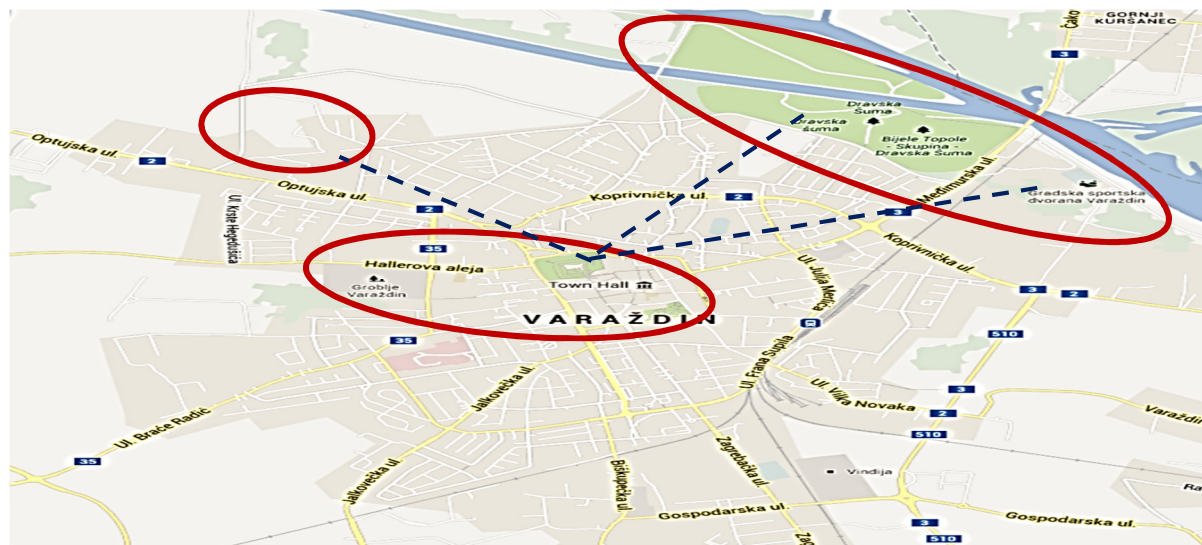 GORNJI
KURŠANEC
Čako
3
Dravska
Šuma
Dravska
šuma
Bijele Topole
- Skupina -
Dravska Šuma
Optujska ul.
2
Međimurska ul.
Optujska ul.
Koprivnička ul.
2
Gradska sportska
dvorana Varaždin
Ul. Krste Hegedušića
2
3
35
Koprivnička ul.
Hallerova aleja
Ul. Julija Merlića
Groblje
Varaždin
Town Hall
3
2
VARAŽDIN
510
35
Ul. Frana Supila
Jalkovečka ul.
Ul. Vilka Novaka
3
2
Varaždin
Ul. Braće Radić
510
35
Zagrebačka ul.
Jalkovečka ul.
Biškupečka ul.
Vindija
Ra
Gospodarska ul.
Gospodarska ul.
3
510
Zag